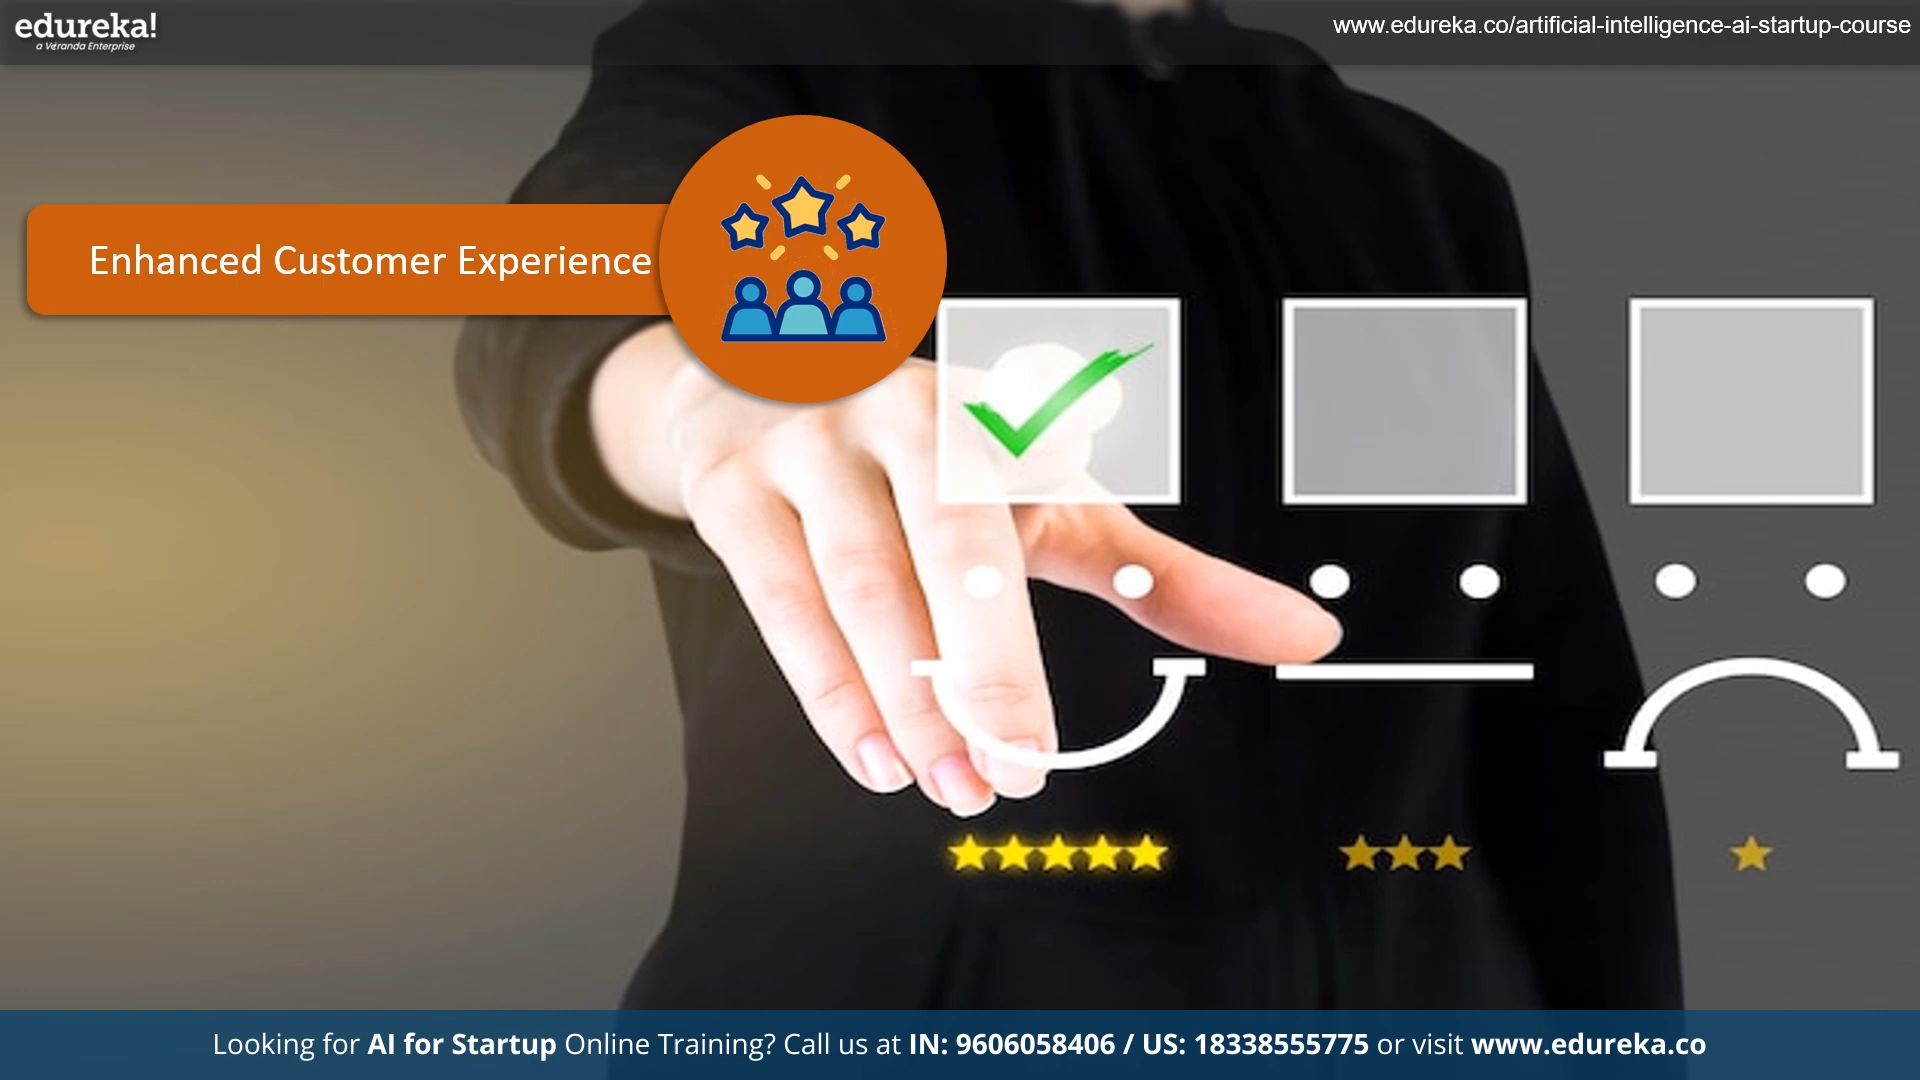 edureka!
a Veranda Enterprise
www.edureka.co/artificial-intelligence-ai-startup-course
Enhanced Customer Experience
Looking for AI for Startup Online Training? Call us at IN: 9606058406 / US: 18338555775 or visit www.edureka.co